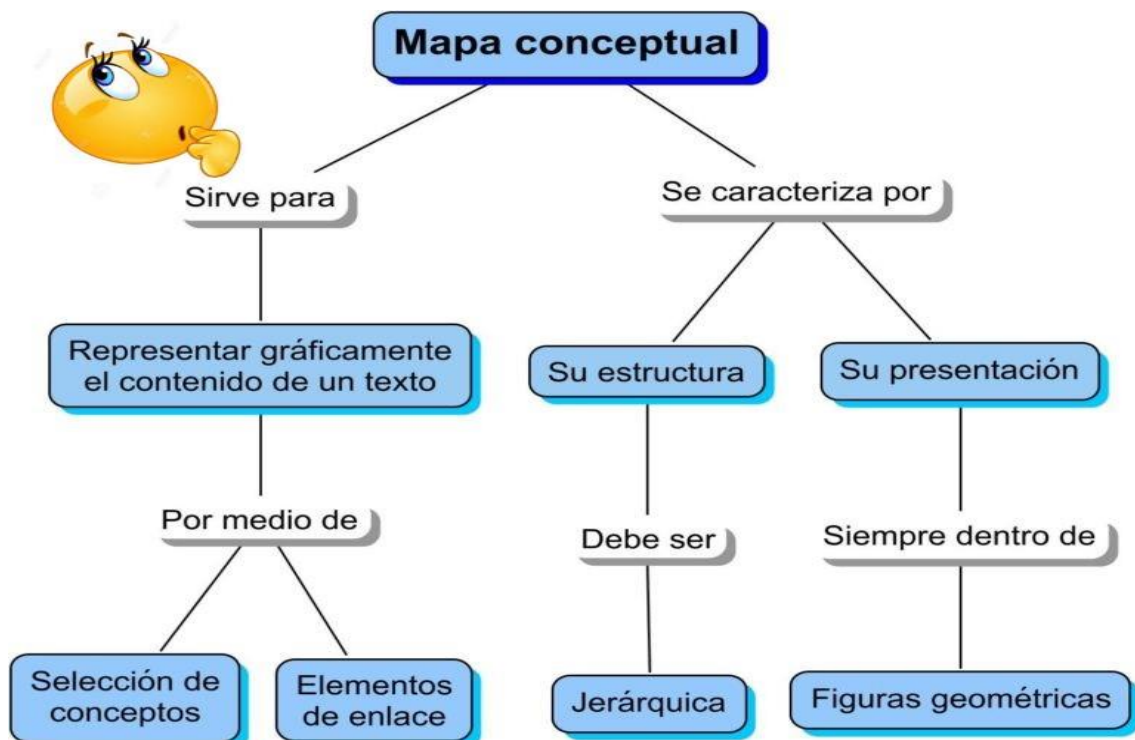 Mapa conceptual
Sirve para
Se caracteriza por
Representar gráficamente
el contenido de un texto
Su estructura
Su presentación
Por medio de
Debe ser
Siempre dentro de
Selección de
conceptos
Elementos
de enlace
Jerárquica
Figuras geométricas